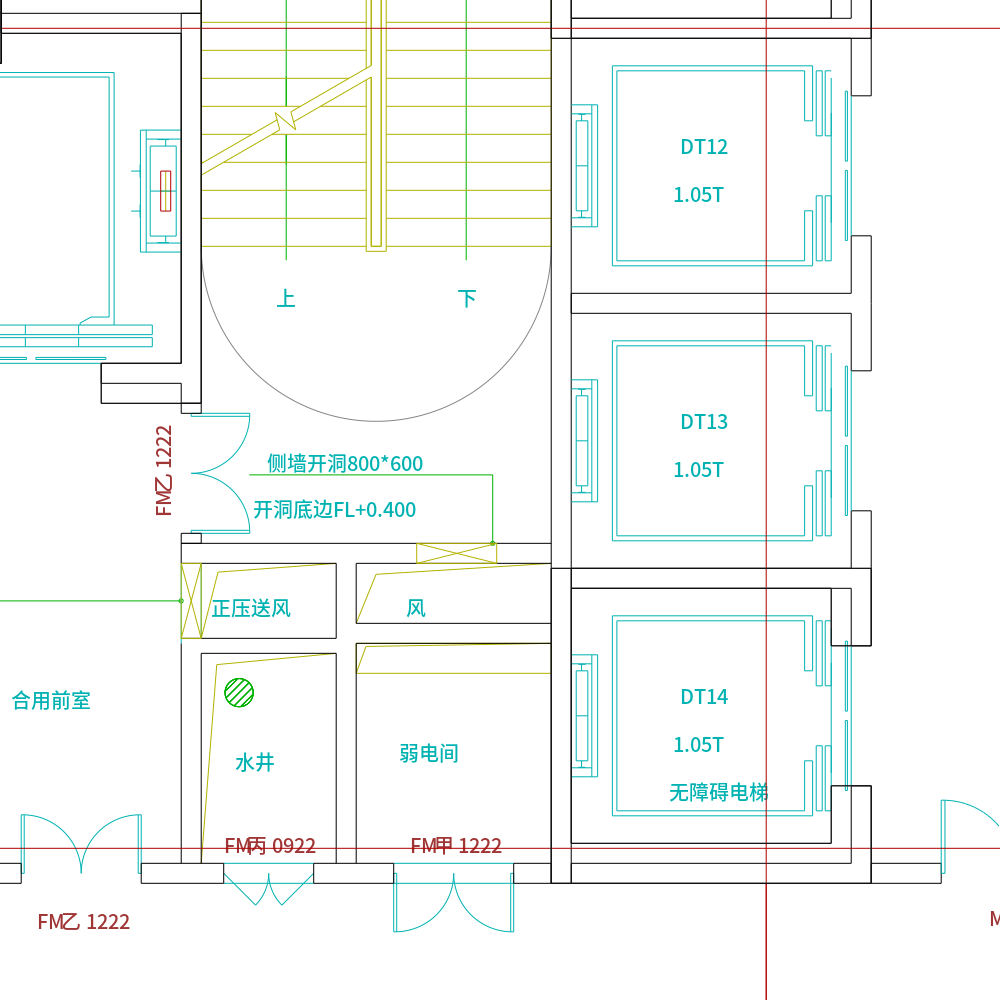 DT12
1.05T
上
下
DT13
1.05T
FM乙 1222
侧墙开洞800*600
开洞底边FL+0.400
正压送风
风
合用前室
水井
弱电间
DT14
1.05T
无障碍电梯
FM丙 0922
FM甲 1222
FM乙 1222
M